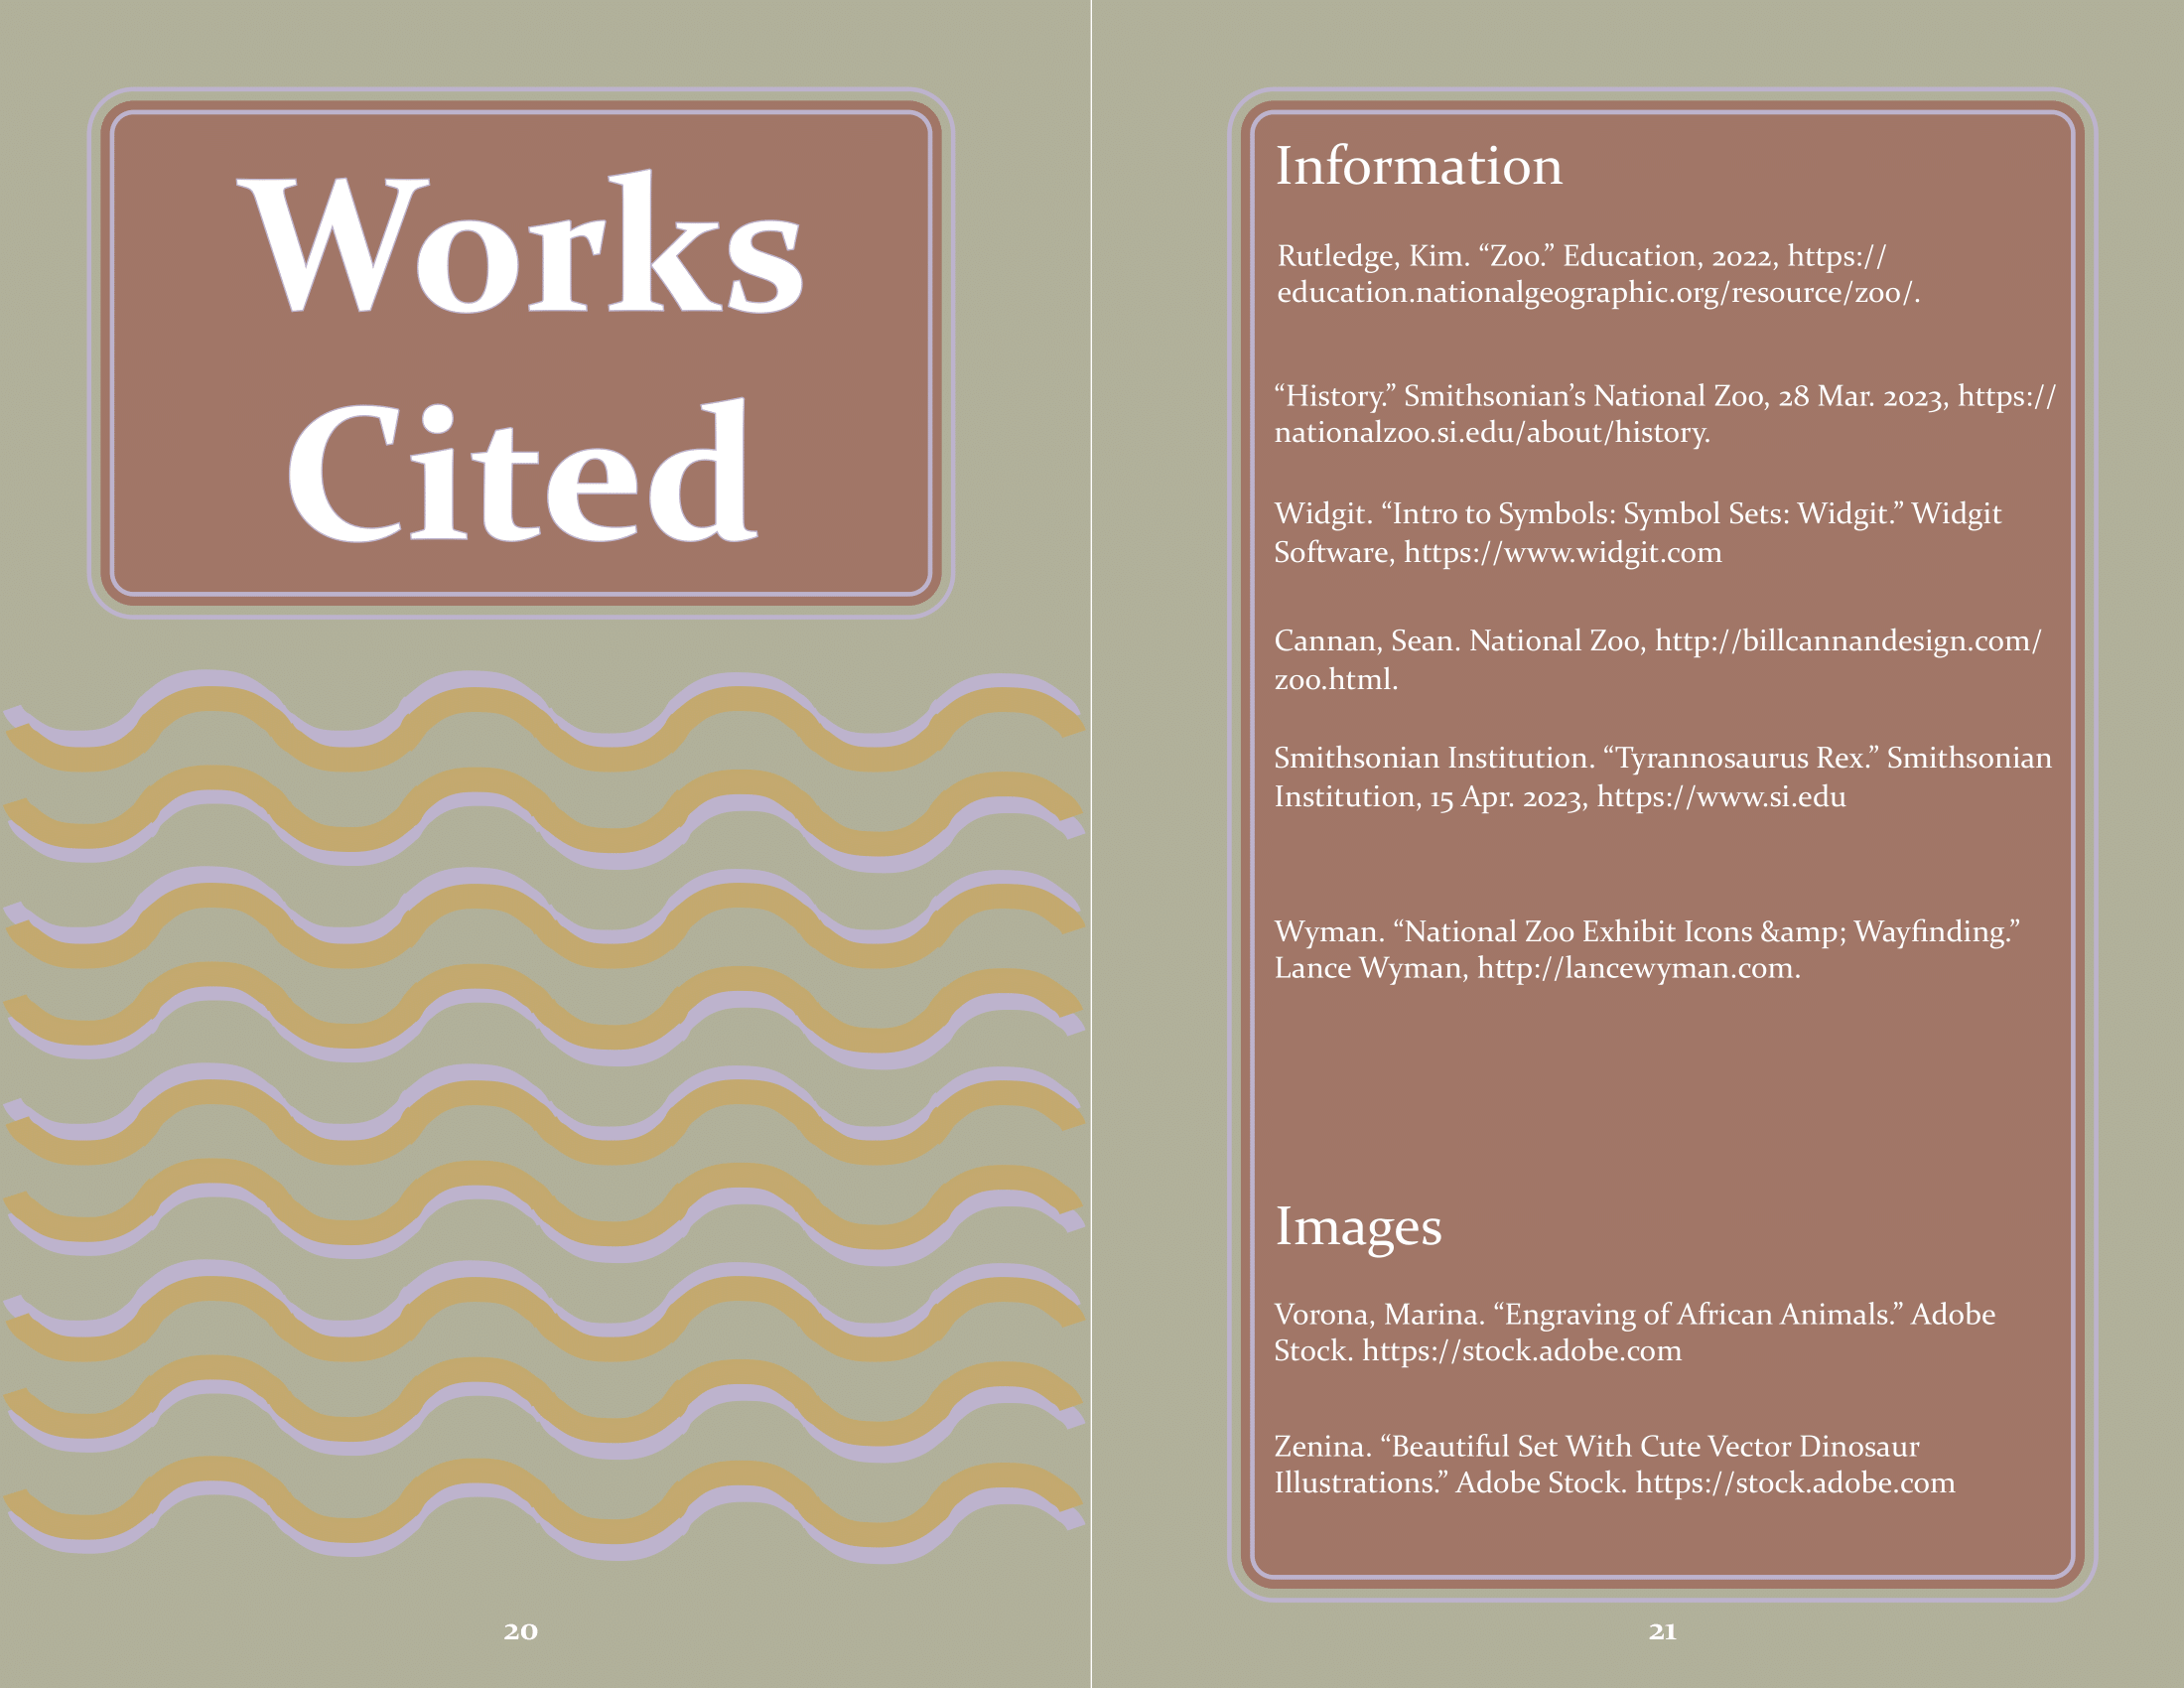 Works
Cited
20
Information
Rutledge, Kim. “Zoo.” Education, 2022, https://
education.nationalgeographic.org/resource/zoo/.
“History.” Smithsonian’s National Zoo, 28 Mar. 2023, https://
nationalzoo.si.edu/about/history.
Widgit. “Intro to Symbols: Symbol Sets: Widgit.” Widgit
Software, https://www.widgit.com
Cannan, Sean. National Zoo, http://billcannandesign.com/
zoo.html.
Smithsonian Institution. “Tyrannosaurus Rex.” Smithsonian
Institution, 15 Apr. 2023, https://www.si.edu
Wyman. “National Zoo Exhibit Icons &amp; Wayfinding.”
Lance Wyman, http://lancewyman.com.
Images
Vorona, Marina. “Engraving of African Animals.” Adobe
Stock. https://stock.adobe.com
Zenina. “Beautiful Set With Cute Vector Dinosaur
Illustrations.” Adobe Stock. https://stock.adobe.com
21